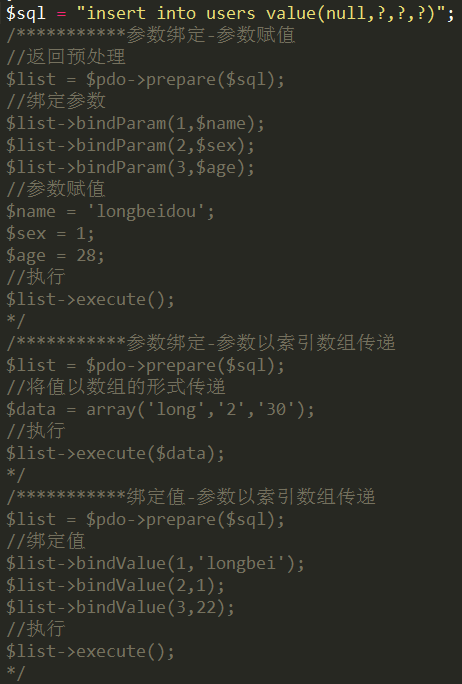 $sql = "insert into users value(null,?,?,?)";
/***********参数绑定-参数赋值
//返回预处理
$list = $pdo->prepare($sql);
//绑定参数
$list->bindParam(1,$name);
$list->bindParam(2,$sex);
$list->bindParam(3,$age);
//参数赋值
$name = 'longbeidou';
$sex = 1;
$age = 28;
//执行
$list->execute();
*/
/***********参数绑定-参数以索引数组传递
$list = $pdo->prepare($sql);
//将值以数组的形式传递
$data = array('long','2','30');
//执行
$list->execute($data);
*/
/***********绑定值-参数以索引数组传递
$list = $pdo->prepare($sql);
//绑定值
$list->bindValue(1,'longbei');
$list->bindValue(2,1);
$list->bindValue(3,22);
//执行
$list->execute();
*/